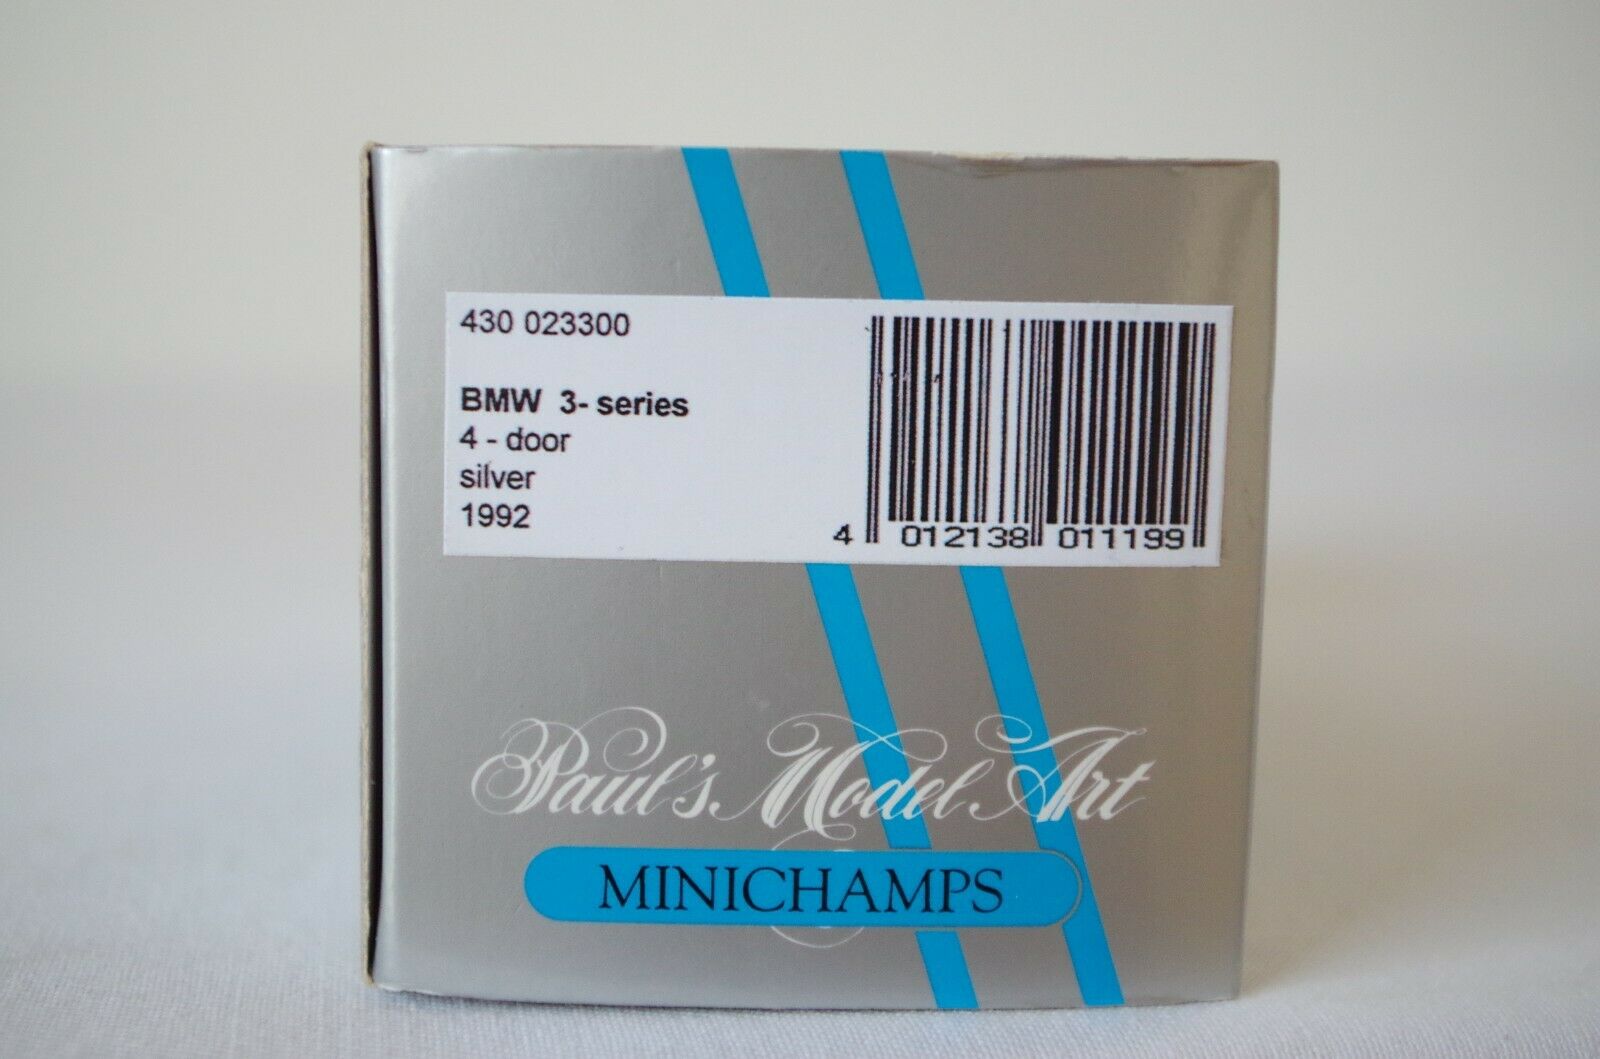 430 023300
BMW 3- series
4 - door
silver
1992
4 012138 011199
Paul's Model Art
MINICHAMPS